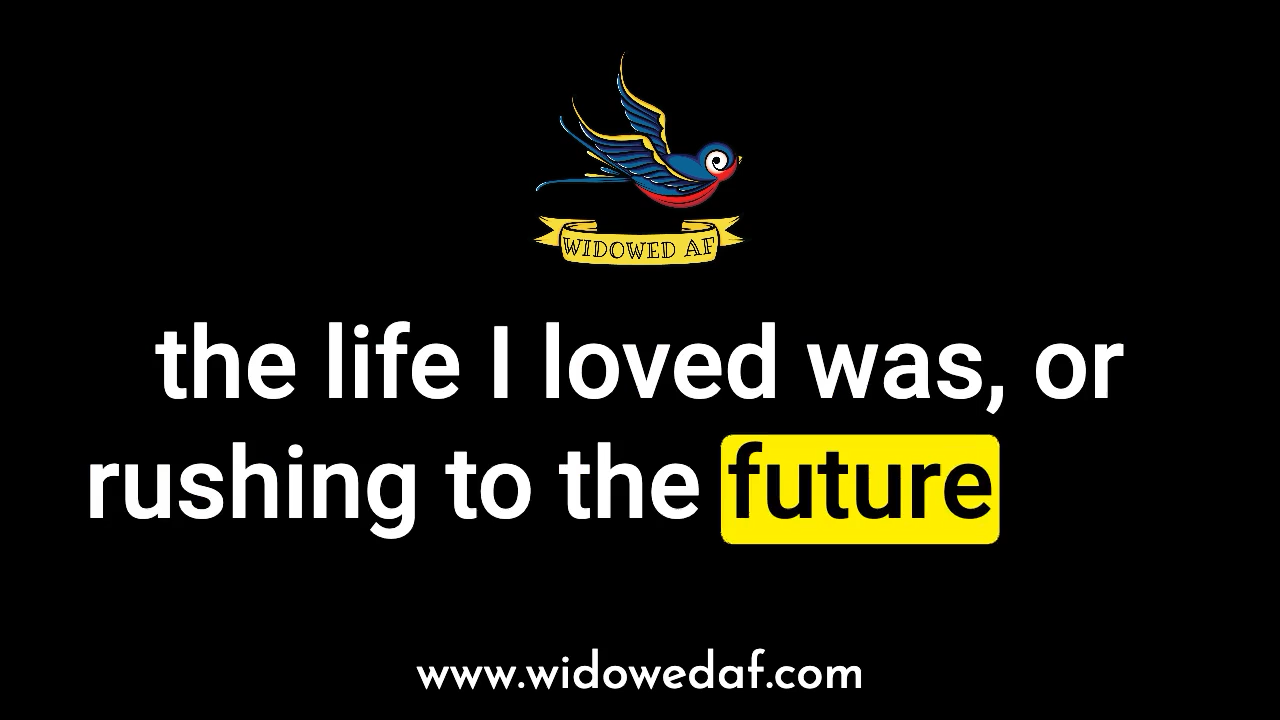 WIDOWED AF
the life I loved was, or
rushing to the future
www.widowedaf.com